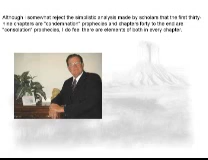 Although I somewhat reject the simplistic analysis made by scholars that the first thirty-
nine chapters are "condemnation" prophecies and chapters forty to the end are
"consolation" prophecies, I do feel there are elements of both in every chapter.